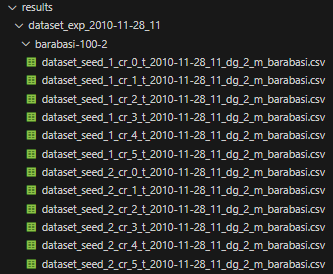 results
dataset_exp_2010-11-28_11
barabasi-100-2
dataset_seed_1_cr_0_t_2010-11-28_11_dg_2_m_barabasi.csv
dataset_seed_1_cr_1_t_2010-11-28_11_dg_2_m_barabasi.csv
dataset_seed_1_cr_2_t_2010-11-28_11_dg_2_m_barabasi.csv
dataset_seed_1_cr_3_t_2010-11-28_11_dg_2_m_barabasi.csv
dataset_seed_1_cr_4_t_2010-11-28_11_dg_2_m_barabasi.csv
dataset_seed_1_cr_5_t_2010-11-28_11_dg_2_m_barabasi.csv
dataset_seed_2_cr_0_t_2010-11-28_11_dg_2_m_barabasi.csv
dataset_seed_2_cr_1_t_2010-11-28_11_dg_2_m_barabasi.csv
dataset_seed_2_cr_2_t_2010-11-28_11_dg_2_m_barabasi.csv
dataset_seed_2_cr_3_t_2010-11-28_11_dg_2_m_barabasi.csv
dataset_seed_2_cr_4_t_2010-11-28_11_dg_2_m_barabasi.csv
dataset_seed_2_cr_5_t_2010-11-28_11_dg_2_m_barabasi.csv